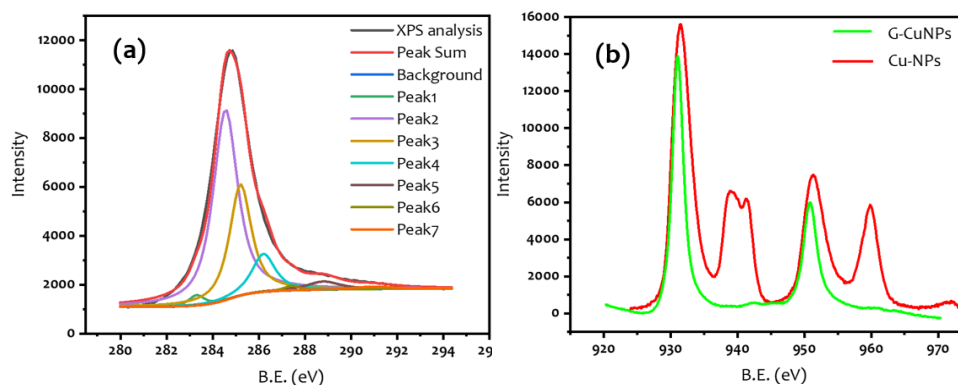 (a)
XPS analysis
Peak Sum
Background
Peak1
Peak2
Peak3
Peak4
Peak5
Peak6
Peak7
12000
10000
8000
6000
4000
2000
0
Intensity
280 282 284 286 288 290 292 294 29
B.E. (eV)
(b)
G-CuNPs
Cu-NPs
16000
14000
12000
10000
8000
6000
4000
2000
0
Intensity
920 930 940 950 960 970
B.E. (eV)